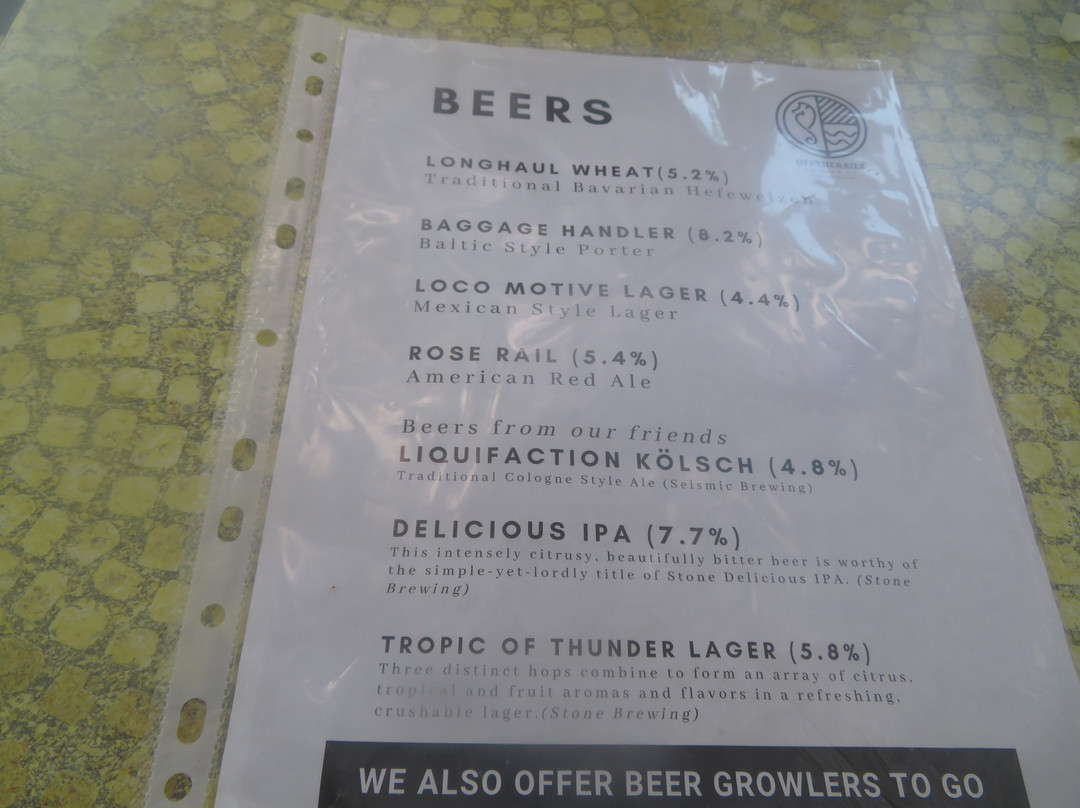 BEERS
OFFTHERAILS
LONGHAUL WHEAT(5.2%)
Traditional Bavarian Hefeweizen
BAGGAGE HANDLER (8.2%)
Baltic Style Porter
LOCO MOTIVE LAGER (4.4%)
Mexican Style Lager
ROSE RAIL (5.4%)
American Red Ale
Beers from our friends
LIQUIFACTION KÖLSCH (4.8%)
Traditional Cologne Style Ale (Seismic Brewing)
DELICIOUS IPA (7.7%)
This intensely citrusy, beautifully bitter beer is worthy of
the simple-yet-lordly title of Stone Delicious IPA. (Stone
Brewing)
TROPIC OF THUNDER LAGER (5.8%)
Three distinct hops combine to form an array of citrus,
tropical and fruit aromas and flavors in a refreshing,
crushable lager.(Stone Brewing)
WE ALSO OFFER BEER GROWLERS TO GO